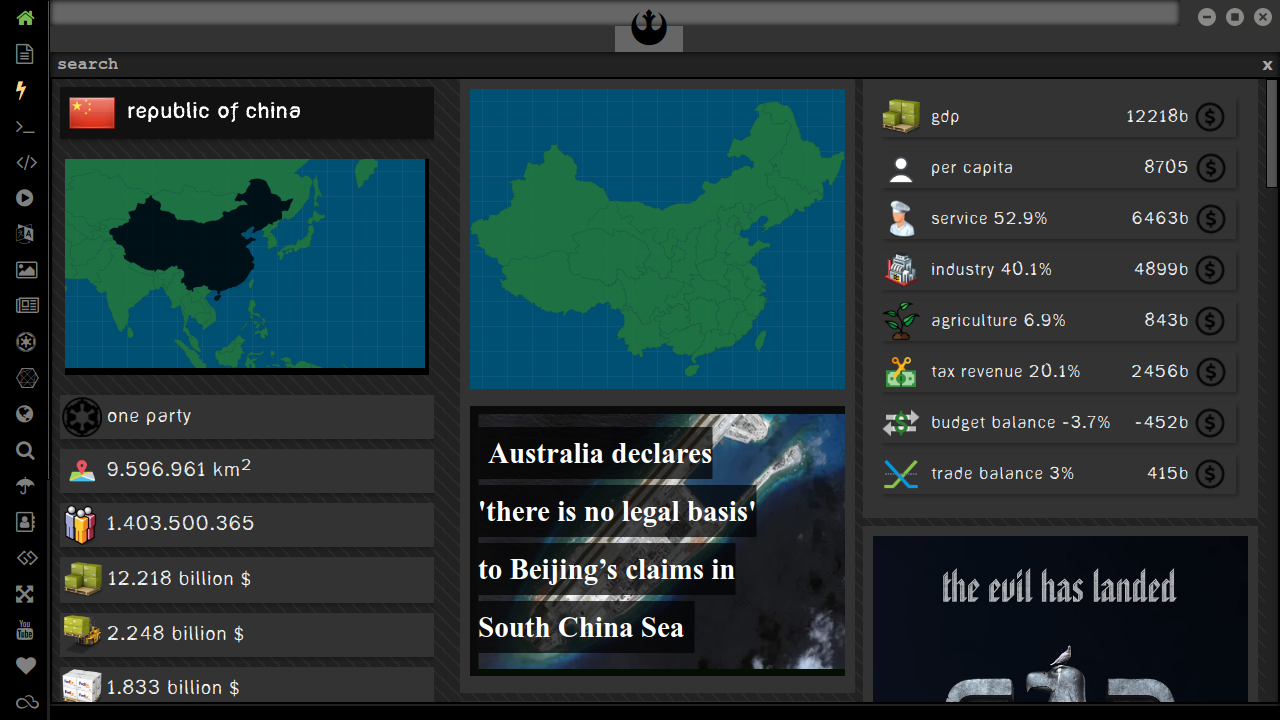 search
x
republic of china
one party
9.596.961 km²
1.403.500.365
12.218 billion $
2.248 billion $
1.833 billion $
Australia declares
'there is no legal basis'
to Beijing’s claims in
South China Sea
gdp 12218b $
per capita 8705 $
service 52.9% 6463b $
industry 40.1% 4899b $
agriculture 6.9% 843b $
tax revenue 20.1% 2456b $
budget balance -3.7% -452b $
trade balance 3% 415b $
the evil has landed
You
Tube